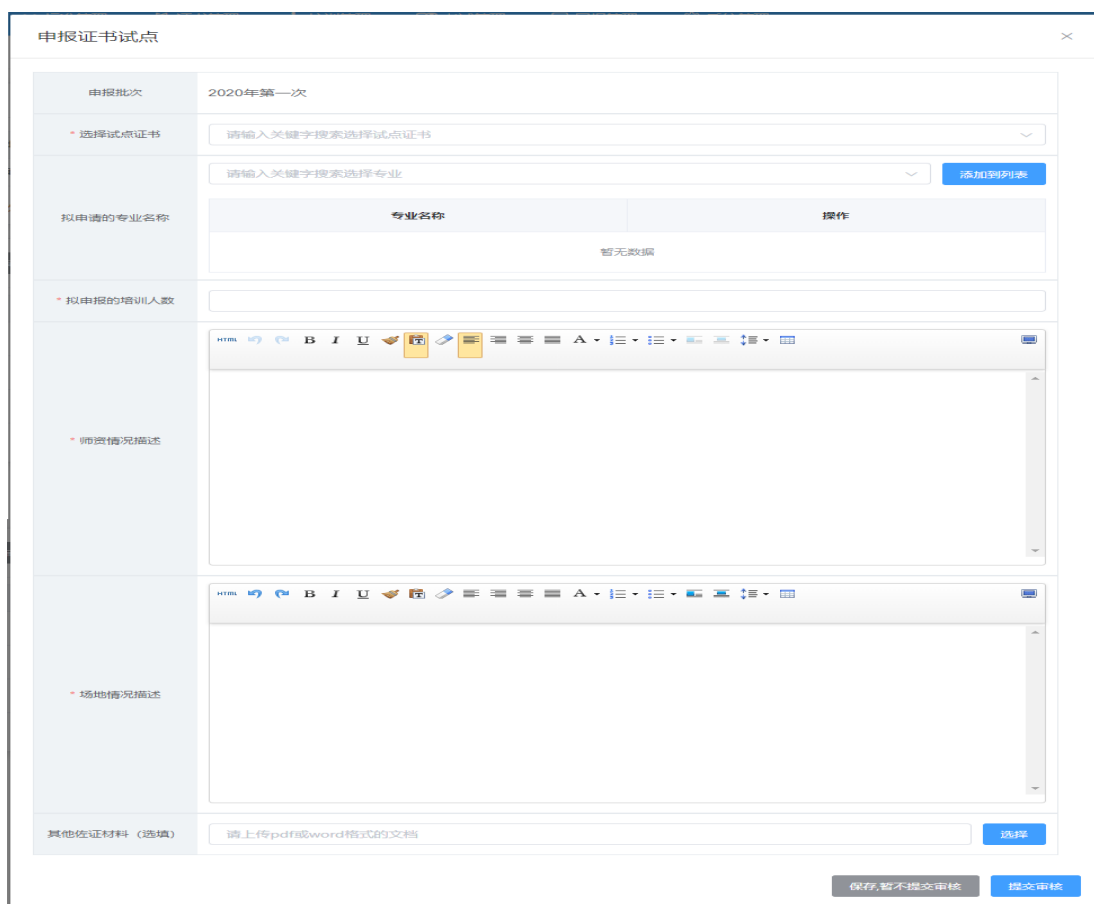 申报证书试点
申报批次
2020年第一次
* 选择试点证书
请输入关键字搜索选择试点证书
拟申请的专业名称
请输入关键字搜索选择专业
添加到列表
专业名称
操作
暂无数据
* 拟申报的培训人数
* 师资情况描述
HTML
B I U
A
* 场地情况描述
HTML
B I U
A
其他佐证材料（选填）
请上传pdf或word格式的文档
选择
保存,暂不提交审核
提交审核